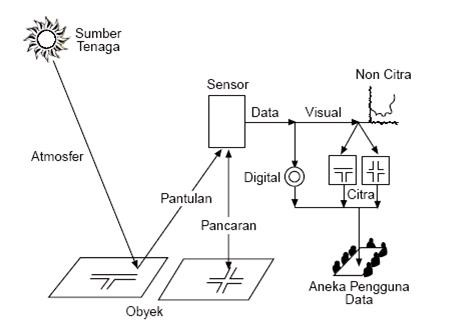 Sumber
Tenaga
Non Citra
Sensor
Data
Visual
Atmosfer
Digital
Citra
Pantulan
Pancaran
Aneka Pengguna
Data
Obyek